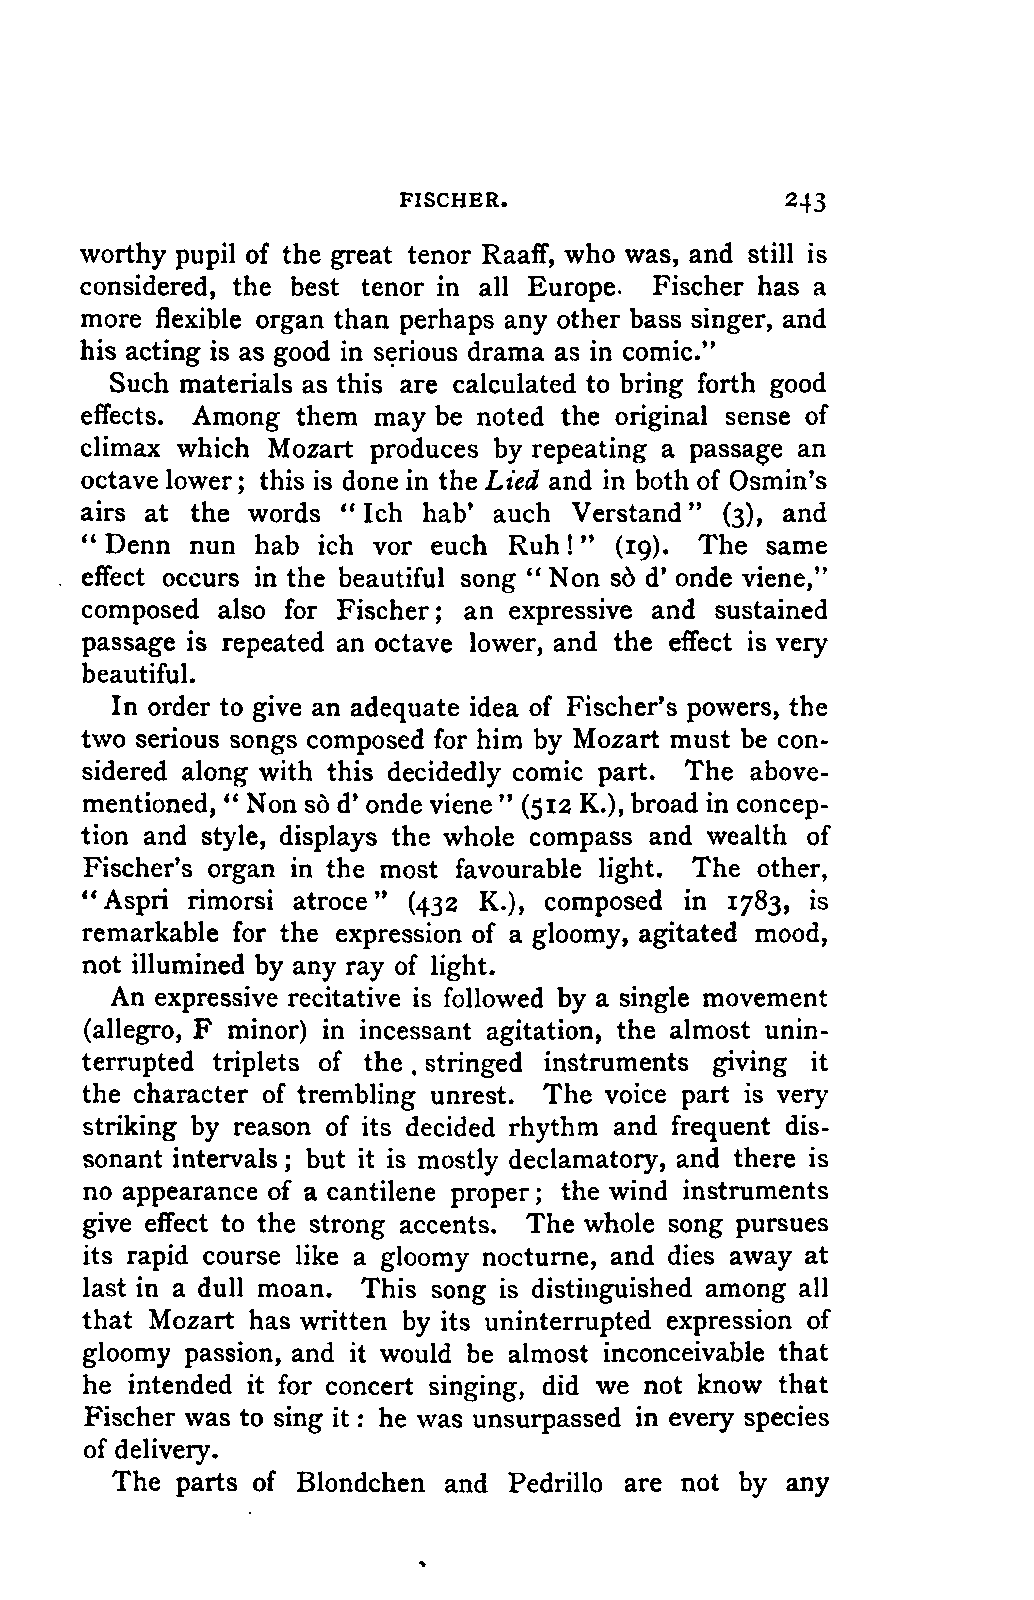 FISCHER. 243
worthy pupil of the great tenor Raaff, who was, and still is
considered, the best tenor in all Europe. Fischer has a
more flexible organ than perhaps any other bass singer, and
his acting is as good in serious drama as in comic."
Such materials as this are calculated to bring forth good
effects. Among them may be noted the original sense of
climax which Mozart produces by repeating a passage an
octave lower; this is done in the Lied and in both of Osmin's
airs at the words "Ich hab' auch Verstand" (3), and
"Denn nun hab ich vor euch Ruh!" (19). The same
effect occurs in the beautiful song "Non sò d' onde viene,"
composed also for Fischer; an expressive and sustained
passage is repeated an octave lower, and the effect is very
beautiful.
In order to give an adequate idea of Fischer's powers, the
two serious songs composed for him by Mozart must be con-
sidered along with this decidedly comic part. The above-
mentioned, "Non sò d' onde viene" (512 K.), broad in concep-
tion and style, displays the whole compass and wealth of
Fischer's organ in the most favourable light. The other,
"Aspri rimorsi atroce" (432 K.), composed in 1783, is
remarkable for the expression of a gloomy, agitated mood,
not illumined by any ray of light.
An expressive recitative is followed by a single movement
(allegro, F minor) in incessant agitation, the almost unin-
terrupted triplets of the stringed instruments giving it
the character of trembling unrest. The voice part is very
striking by reason of its decided rhythm and frequent dis-
sonant intervals; but it is mostly declamatory, and there is
no appearance of a cantilene proper; the wind instruments
give effect to the strong accents. The whole song pursues
its rapid course like a gloomy nocturne, and dies away at
last in a dull moan. This song is distinguished among all
that Mozart has written by its uninterrupted expression of
gloomy passion, and it would be almost inconceivable that
he intended it for concert singing, did we not know that
Fischer was to sing it: he was unsurpassed in every species
of delivery.
The parts of Blondchen and Pedrillo are not by any